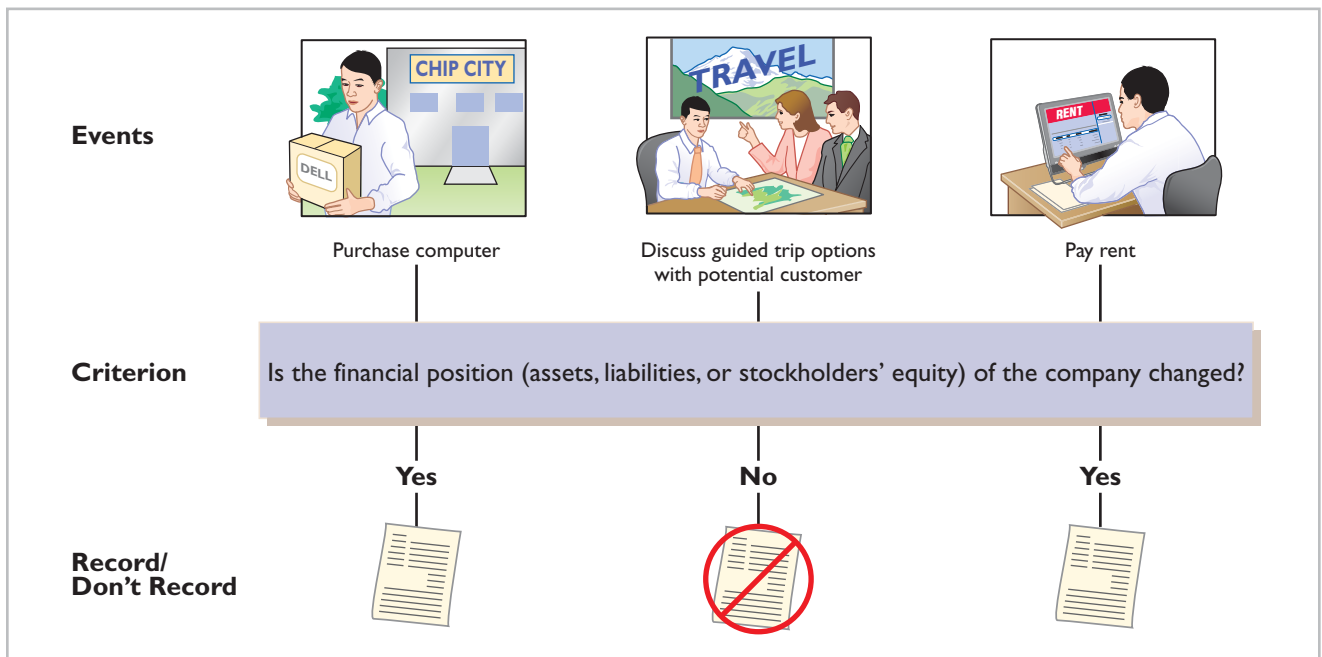 Events
CHIP CITY
DELL
TRAVEL
RENT
Purchase computer
Discuss guided trip options
with potential customer
Pay rent
Criterion
Is the financial position (assets, liabilities, or stockholders’ equity) of the company changed?
Yes
No
Yes
Record/
Don’t Record